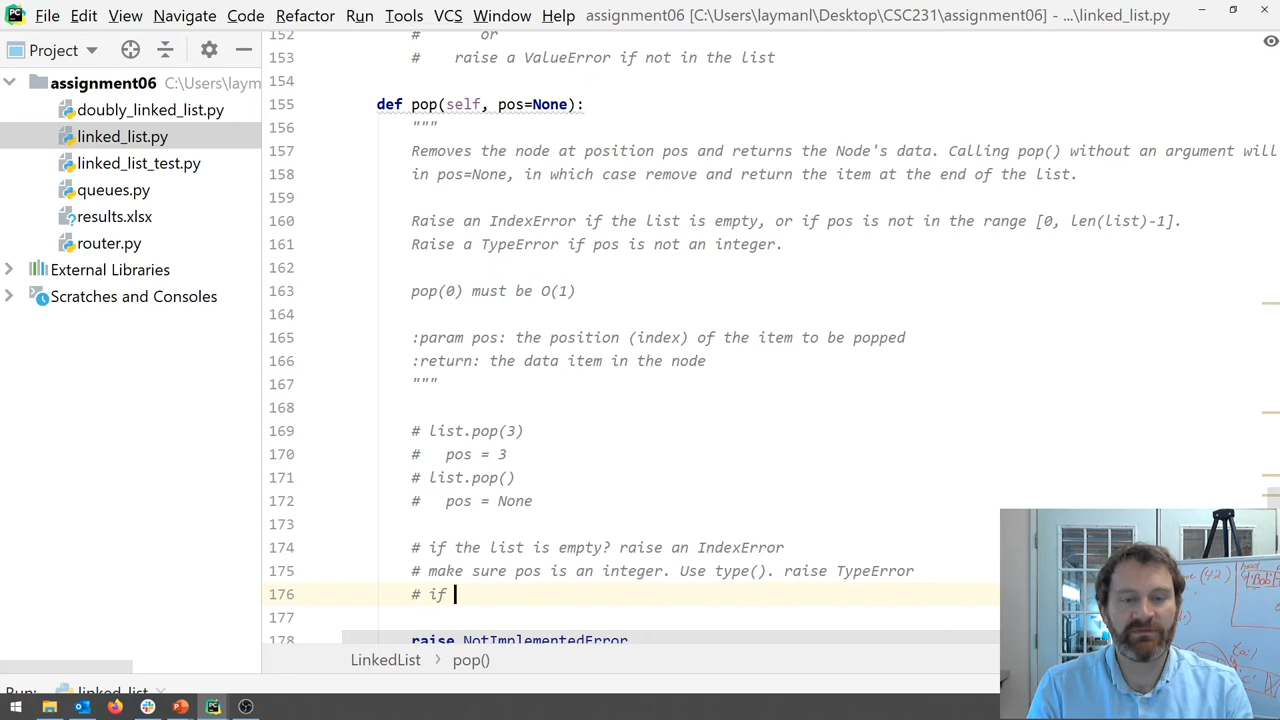 File Edit View Navigate Code Refactor Run Tools VCS Window Help assignment06 [C:\Users\laymanl\Desktop\CSC231\assignment06] - ...\linked_list.py
Project
assignment06 C:\Users\laym
doubly_linked_list.py
linked_list.py
linked_list_test.py
queues.py
results.xlsx
router.py
External Libraries
Scratches and Consoles
152 # or
153 # raise a ValueError if not in the list
154
155 def pop(self, pos=None):
156 """
157 Removes the node at position pos and returns the Node's data. Calling pop() without an argument will
158 in pos=None, in which case remove and return the item at the end of the list.
159
160 Raise an IndexError if the list is empty, or if pos is not in the range [0, len(list)-1].
161 Raise a TypeError if pos is not an integer.
162
163 pop(0) must be O(1)
164
165 :param pos: the position (index) of the item to be popped
166 :return: the data item in the node
167 """
168
169 # list.pop(3)
170 # pos = 3
171 # list.pop()
172 # pos = None
173
174 # if the list is empty? raise an IndexError
175 # make sure pos is an integer. Use type(). raise TypeError
176 # if
177
178 raise NotImplementedError
LinkedList > pop()
Run: linked_list